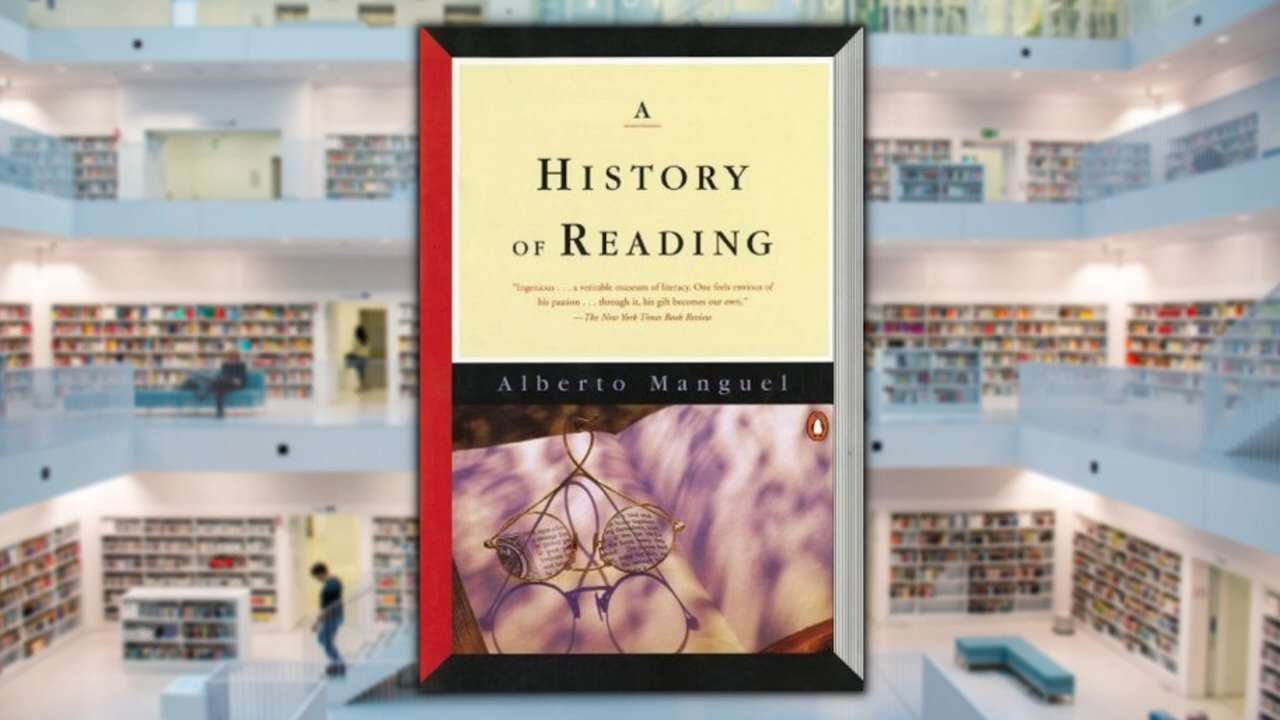 A
HISTORY
OF READING
"Ingenious . . . a veritable museum of literacy. One feels envious of
his passion . . . through it, his gift becomes our own."
—The New York Times Book Review
Alberto Manguel